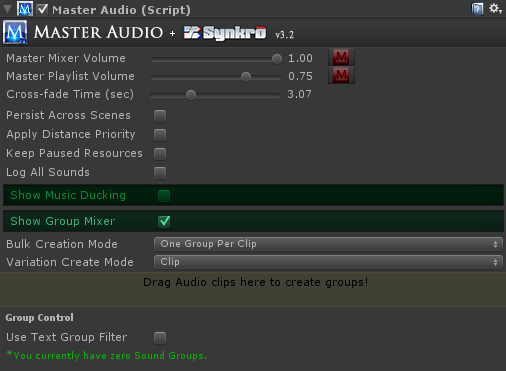 Master Audio (Script)
MASTER AUDIO + Synkro v3.2
Master Mixer Volume 1.00 M
Master Playlist Volume 0.75 M
Cross-fade Time (sec) 3.07
Persist Across Scenes
Apply Distance Priority
Keep Paused Resources
Log All Sounds
Show Music Ducking
Show Group Mixer
Bulk Creation Mode One Group Per Clip
Variation Create Mode Clip
Drag Audio clips here to create groups!
Group Control
Use Text Group Filter
*You currently have zero Sound Groups.